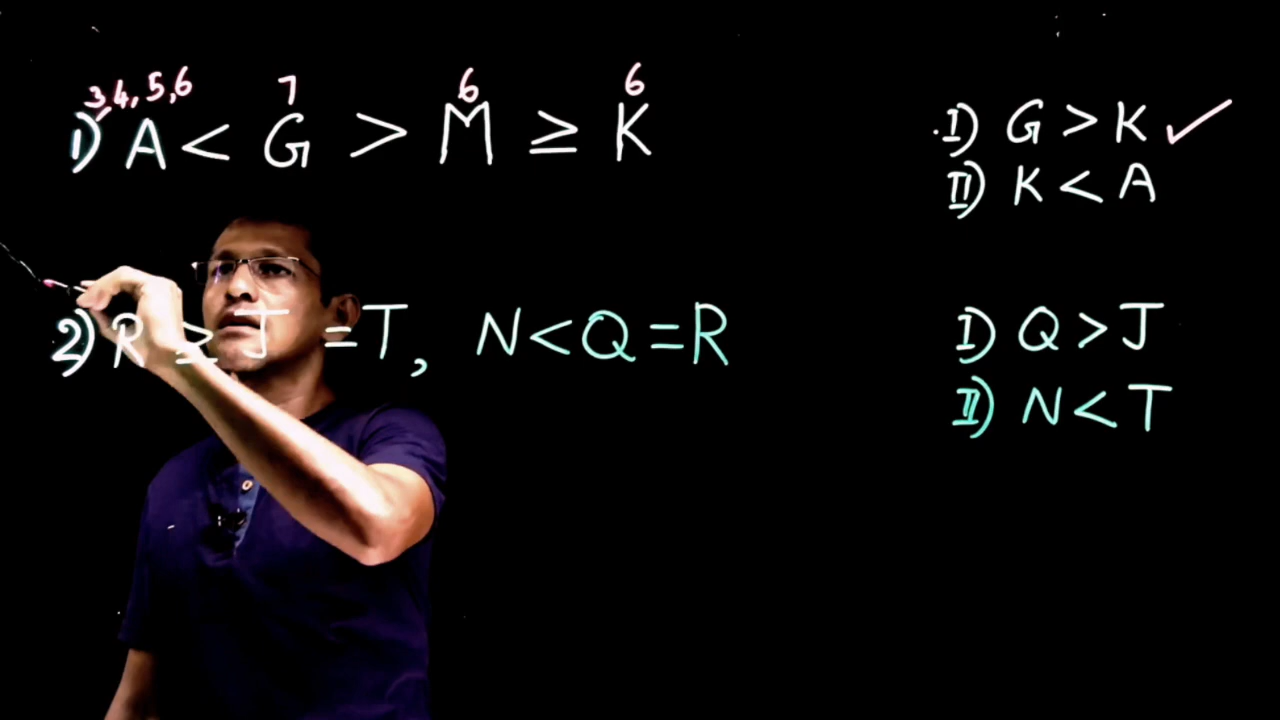 3 4, 5, 6 7 6 6
1) A < G > M ≥ K
I) G > K ✓
II) K < A
2) R ≥ J = T, N < Q = R
I) Q > J
II) N < T